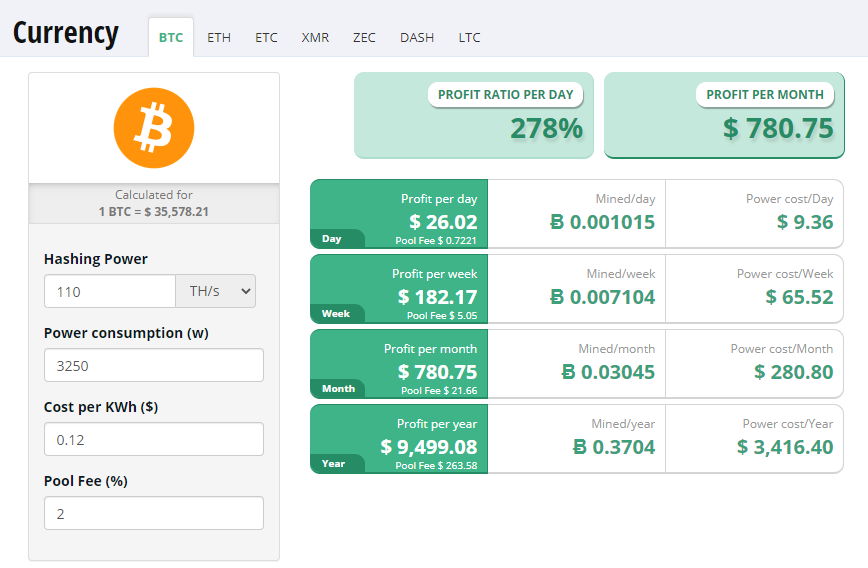 Currency
BTC ETH ETC XMR ZEC DASH LTC
Calculated for
1 BTC = $ 35,578.21
Hashing Power
110 TH/s
Power consumption (w)
3250
Cost per KWh ($)
0.12
Pool Fee (%)
2
PROFIT RATIO PER DAY
278%
PROFIT PER MONTH
$ 780.75
Profit per day
$ 26.02
Day Pool Fee $ 0.7221
Mined/day
Ƀ 0.001015
Power cost/Day
$ 9.36
Profit per week
$ 182.17
Week Pool Fee $ 5.05
Mined/week
Ƀ 0.007104
Power cost/Week
$ 65.52
Profit per month
$ 780.75
Month Pool Fee $ 21.66
Mined/month
Ƀ 0.03045
Power cost/Month
$ 280.80
Profit per year
$ 9,499.08
Year Pool Fee $ 263.58
Mined/year
Ƀ 0.3704
Power cost/Year
$ 3,416.40